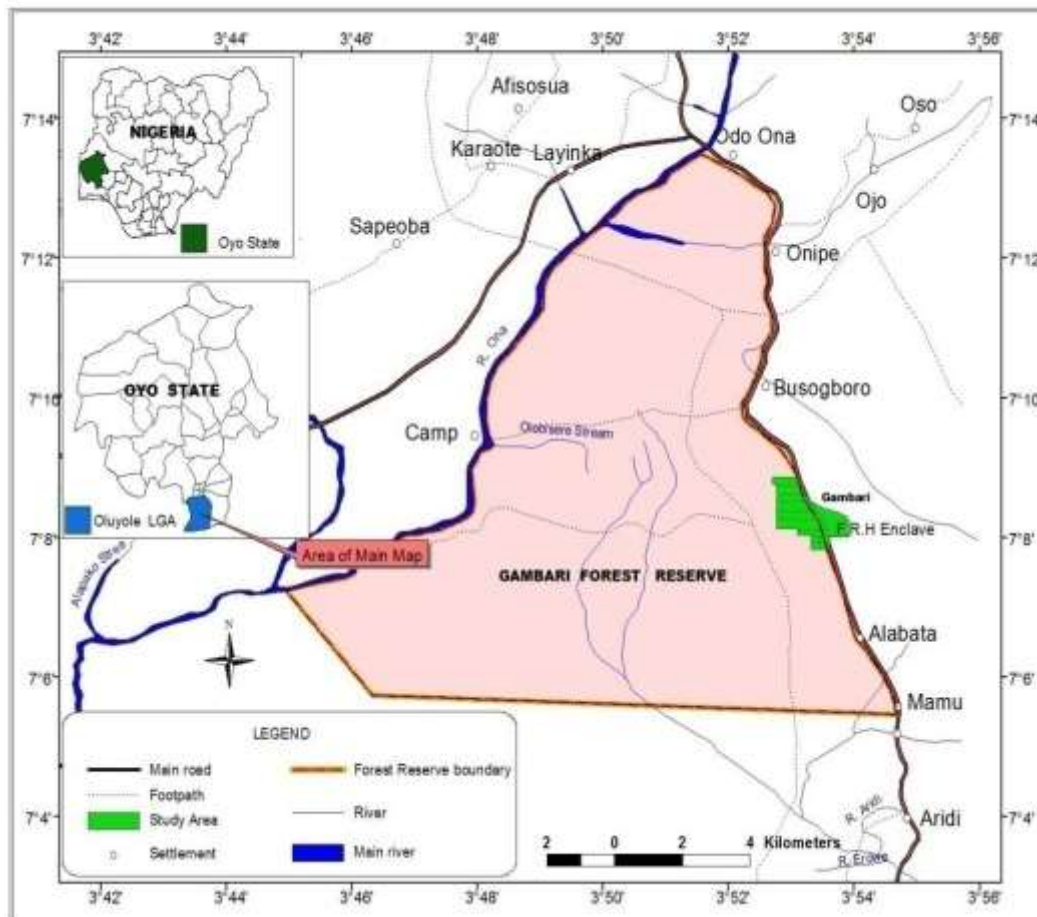 3°42' 3°44' 3°46' 3°48' 3°50' 3°52' 3°54' 3°56'
7°14'
7°12'
7°10'
7°8'
7°6'
7°4'
NIGERIA
Oyo State
OYO STATE
Oluyole LGA
Area of Main Map
Afisosua
Oso
Odo Ona
Karaote
Layinka
Ojo
Sapeoba
Onipe
R. Ona
Busogboro
Camp
Stream
Gambari
F.R.H Enclave
GAMBARI FOREST RESERVE
Alabata
Mamu
N
LEGEND
Main road
Footpath
Study Area
Settlement
Forest Reserve boundary
River
Main river
2 0 2 4 Kilometers
R. Aridi
Aridi
7°14'
7°12'
7°10'
7°8'
7°6'
7°4'
3°42' 3°44' 3°46' 3°48' 3°50' 3°52' 3°54' 3°56'